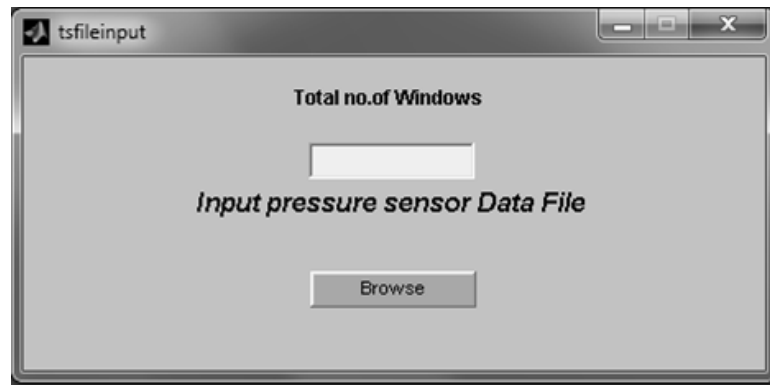 tsfileinput
Total no.of Windows
Input pressure sensor Data File
Browse